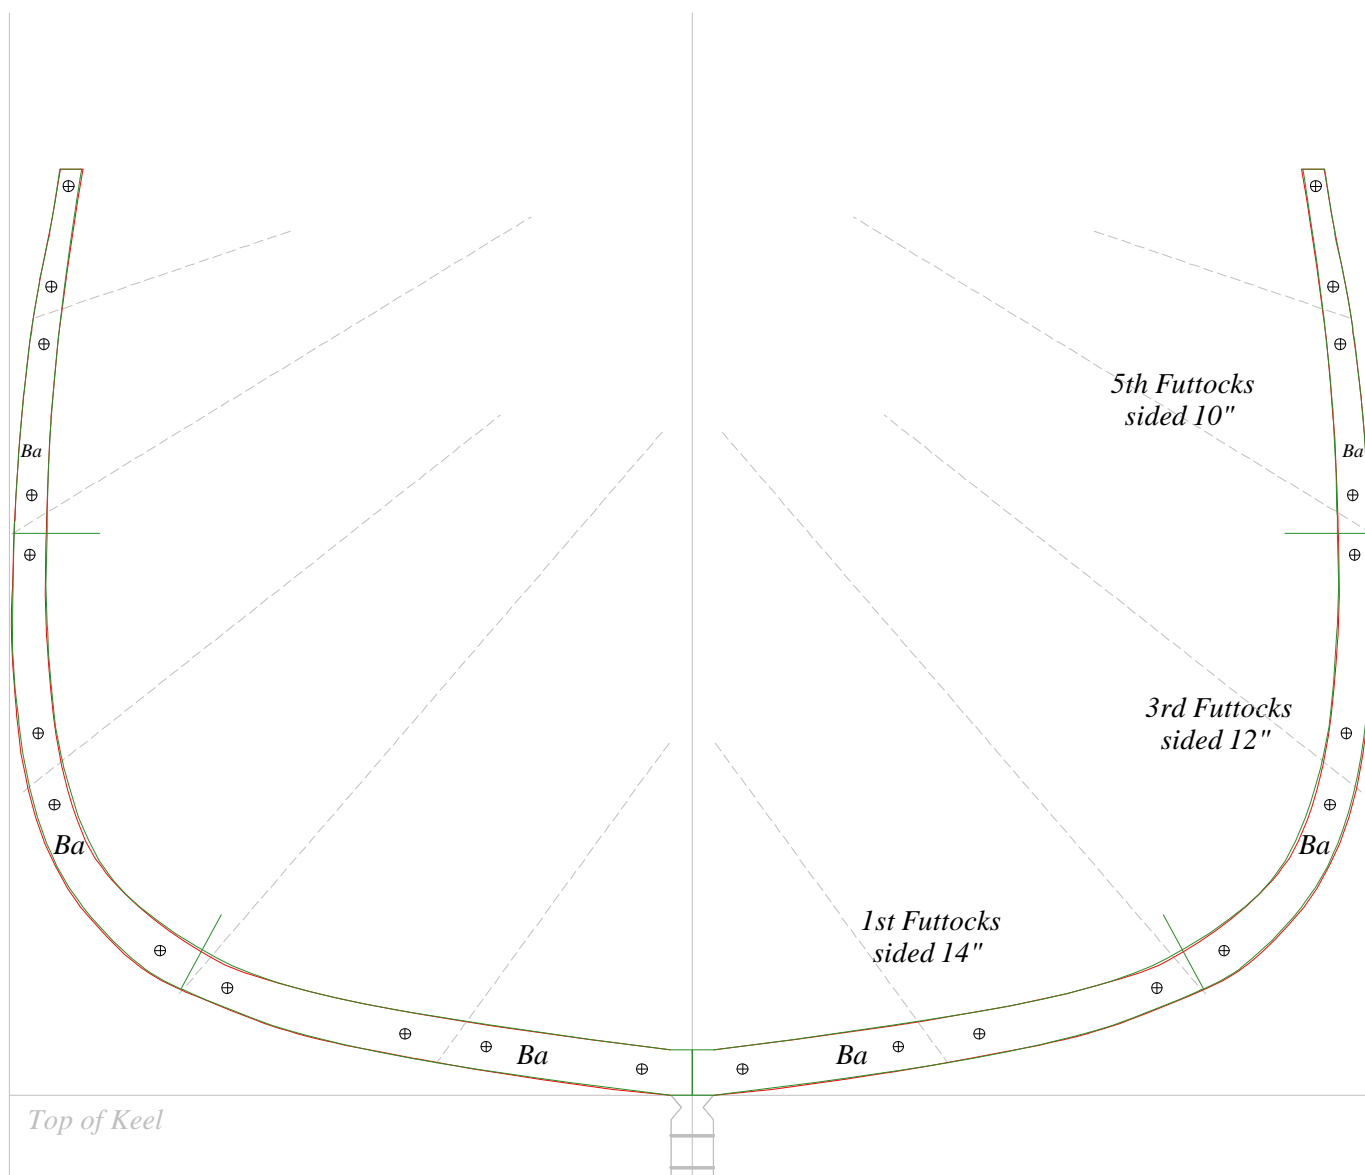 5th Futtocks
sided 10"
Ba
Ba
3rd Futtocks
sided 12"
Ba
Ba
1st Futtocks
sided 14"
Ba
Ba
Top of Keel